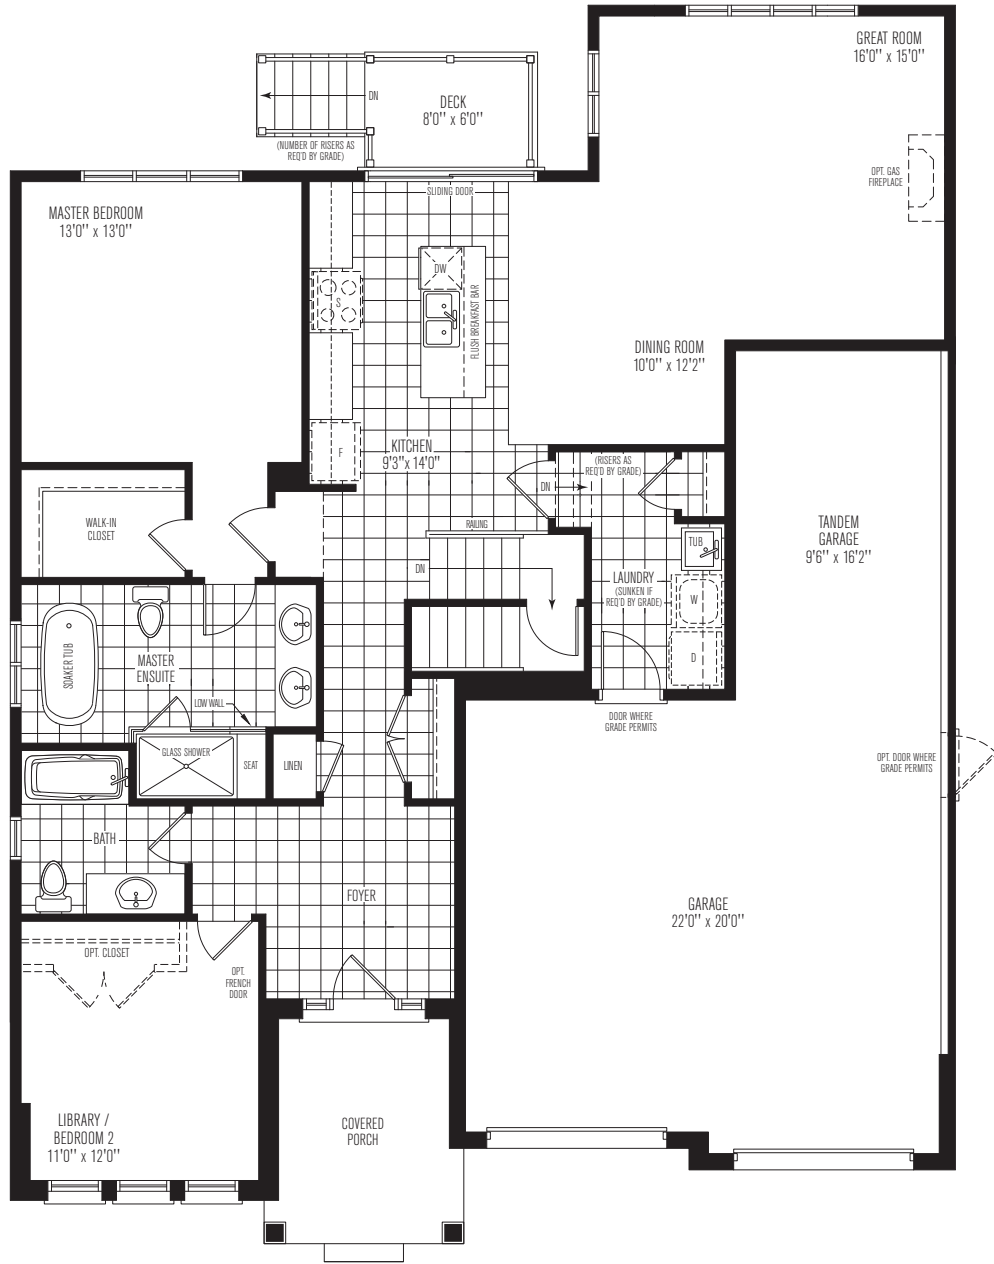 GREAT ROOM
16'0" x 15'0"
DN
DECK
8'0" x 6'0"
(NUMBER OF RISERS AS
REQ'D BY GRADE)
OPT. GAS
FIREPLACE
SLIDING DOOR
MASTER BEDROOM
13'0" x 13'0"
DW
S
FLUSH BREAKFAST BAR
DINING ROOM
10'0" x 12'2"
KITCHEN
9'3" x 14'0"
F
(RISERS AS
REQ'D BY GRADE)
DN
WALK-IN
CLOSET
RAILING
TANDEM
GARAGE
9'6" x 16'2"
TUB
DN
LAUNDRY
(SUNKEN IF
REQ'D BY GRADE)
W
SOAKER TUB
MASTER
ENSUITE
D
LOW WALL
DOOR WHERE
GRADE PERMITS
GLASS SHOWER
SEAT
LINEN
OPT. DOOR WHERE
GRADE PERMITS
BATH
FOYER
GARAGE
22'0" x 20'0"
OPT. CLOSET
OPT.
FRENCH
DOOR
LIBRARY /
BEDROOM 2
11'0" x 12'0"
COVERED
PORCH